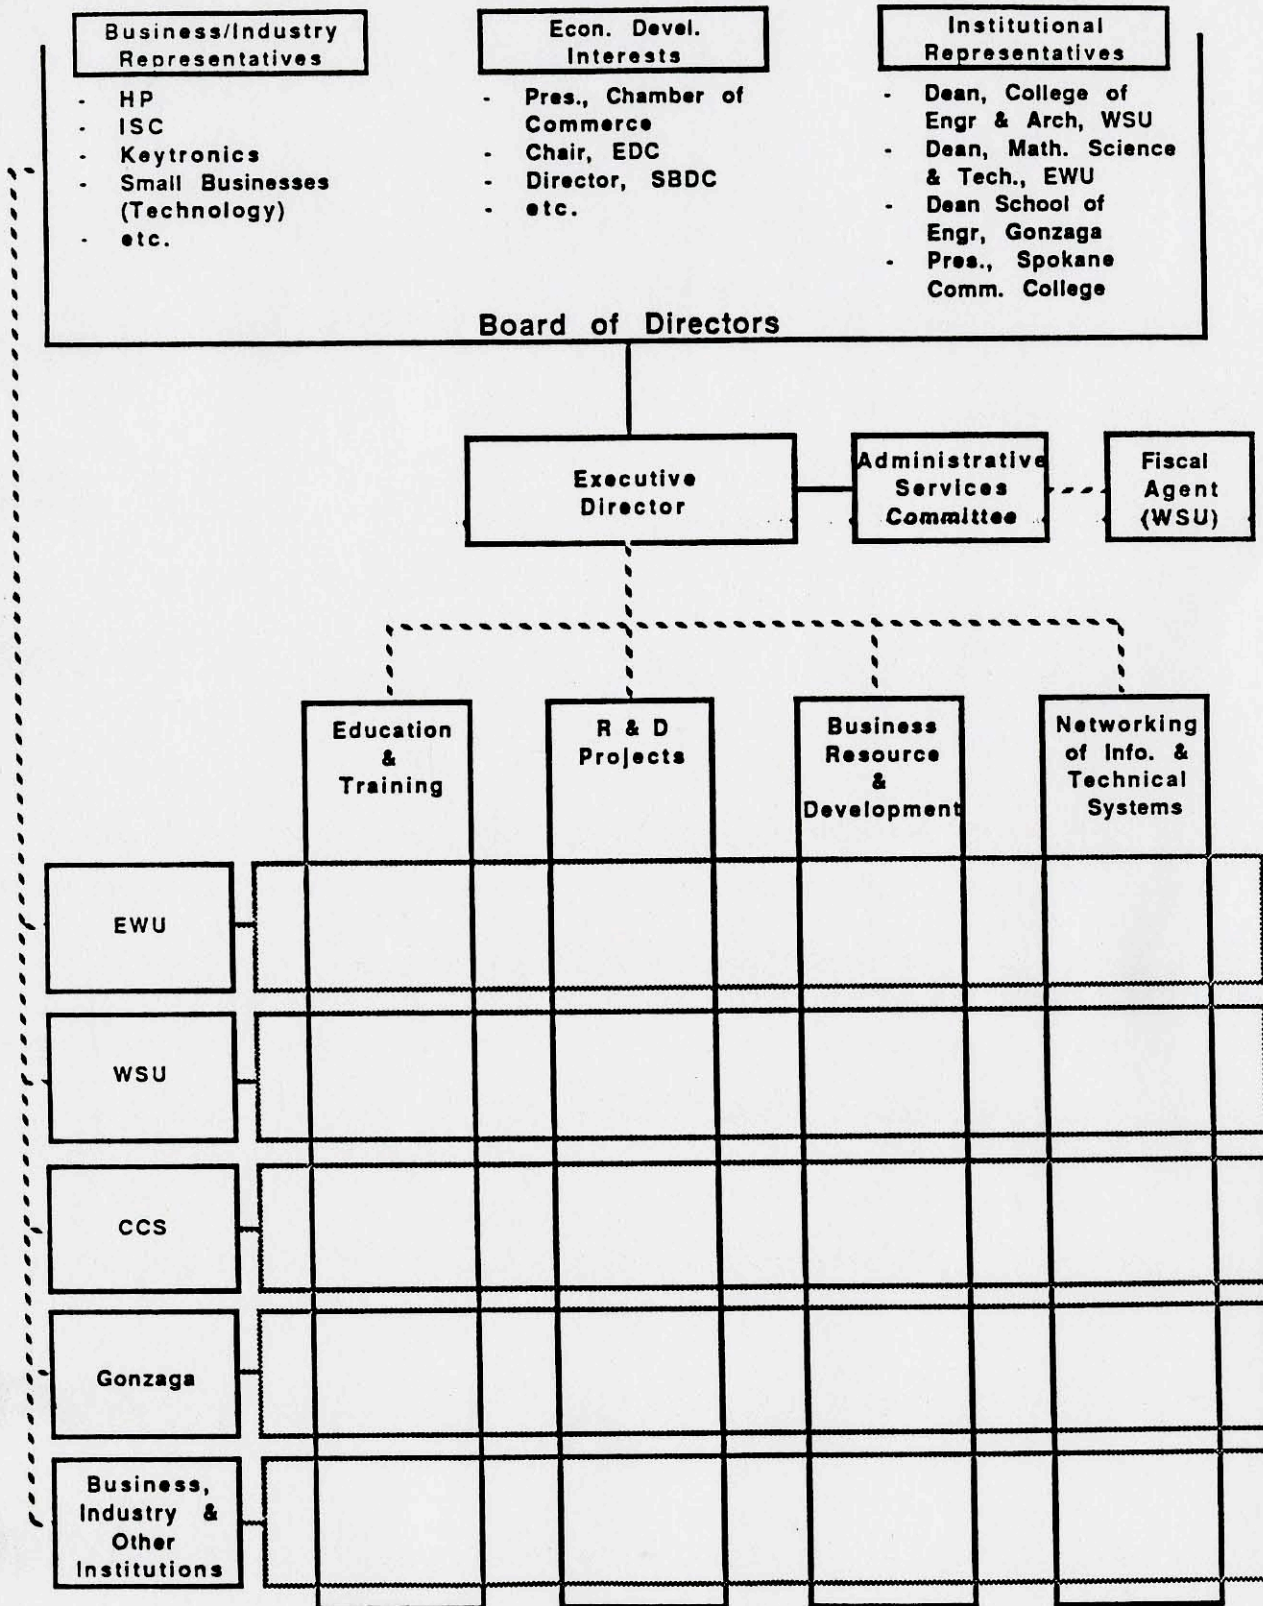 Business/Industry
Representatives
- HP
- ISC
- Keytronics
- Small Businesses
(Technology)
- etc.
Econ. Devel.
Interests
- Pres., Chamber of
Commerce
- Chair, EDC
- Director, SBDC
- etc.
Institutional
Representatives
- Dean, College of
Engr & Arch, WSU
- Dean, Math. Science
& Tech., EWU
- Dean School of
Engr, Gonzaga
- Pres., Spokane
Comm. College
Board of Directors
Executive
Director
Administrative
Services
Committee
Fiscal
Agent
(WSU)
Education
&
Training
R & D
Projects
Business
Resource
&
Development
Networking
of Info. &
Technical
Systems
EWU
WSU
CCS
Gonzaga
Business,
Industry &
Other
Institutions